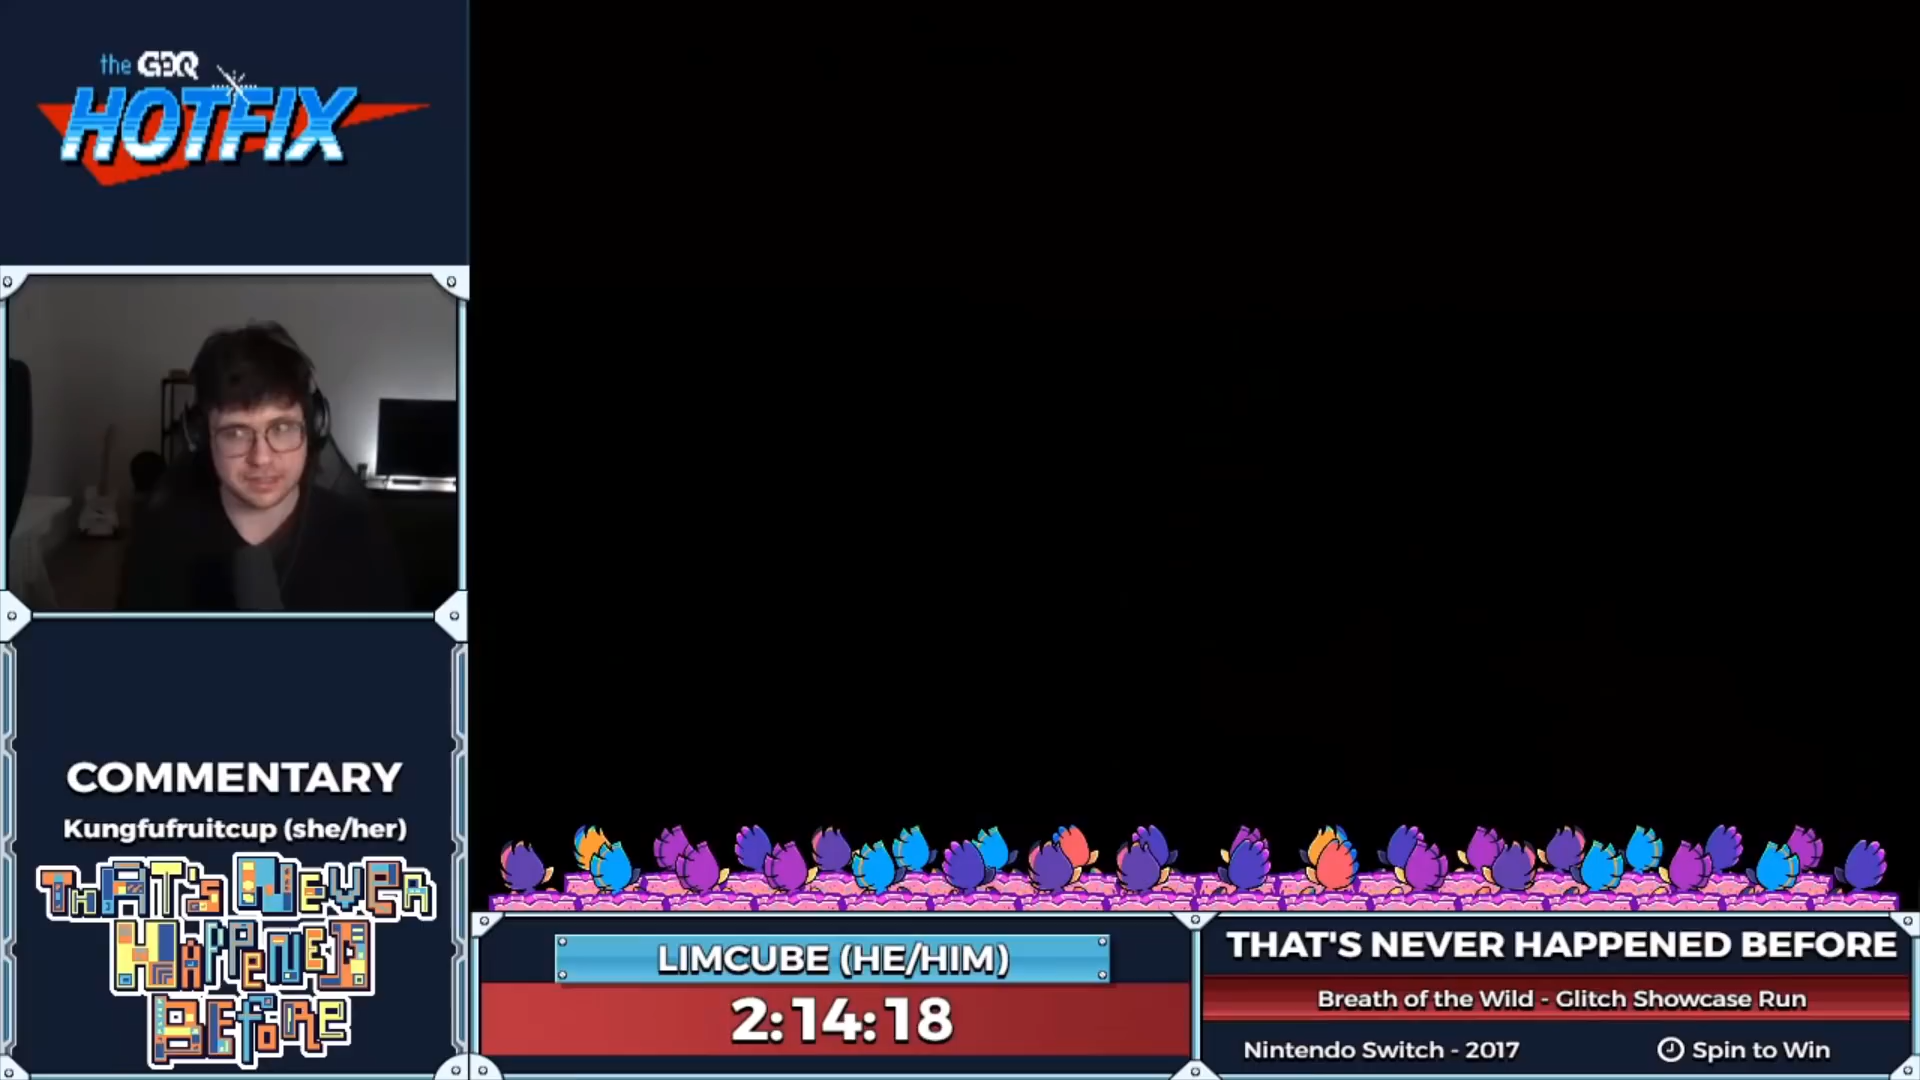 the GDQ
HOTFIX
COMMENTARY
Kungfufruitcup (she/her)
THAT'S NEVER
HAPPENED
BEFORE
LIMCUBE (HE/HIM)
2:14:18
THAT'S NEVER HAPPENED BEFORE
Breath of the Wild - Glitch Showcase Run
Nintendo Switch - 2017
Spin to Win